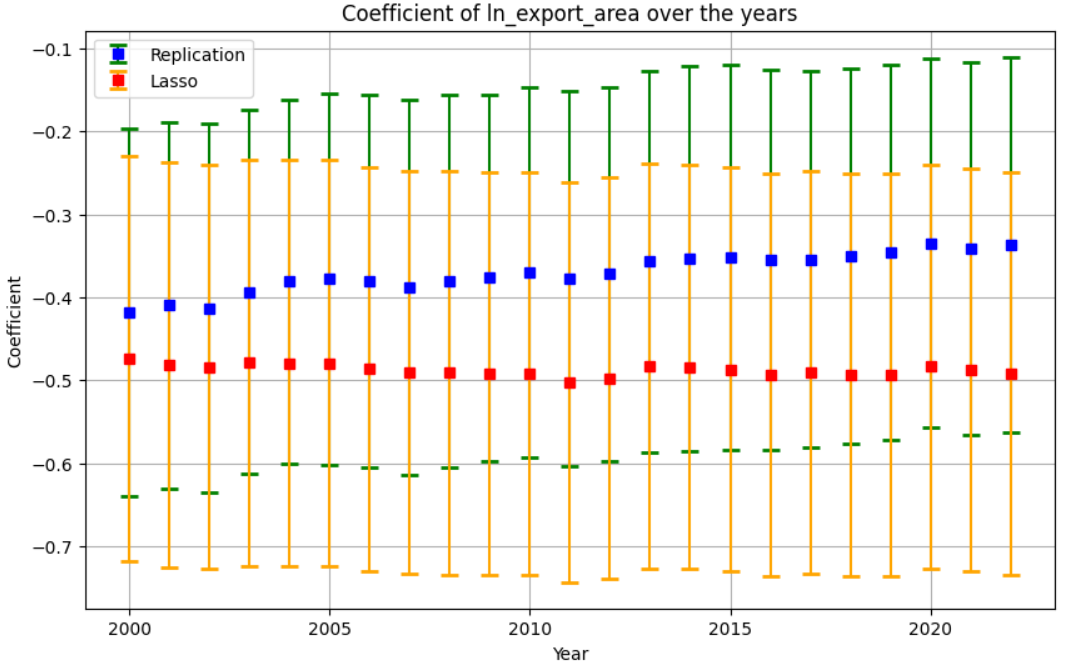 Coefficient of ln_export_area over the years
Replication
Lasso
−0.1
−0.2
−0.3
−0.4
−0.5
−0.6
−0.7
Coefficient
2000
2005
2010
2015
2020
Year